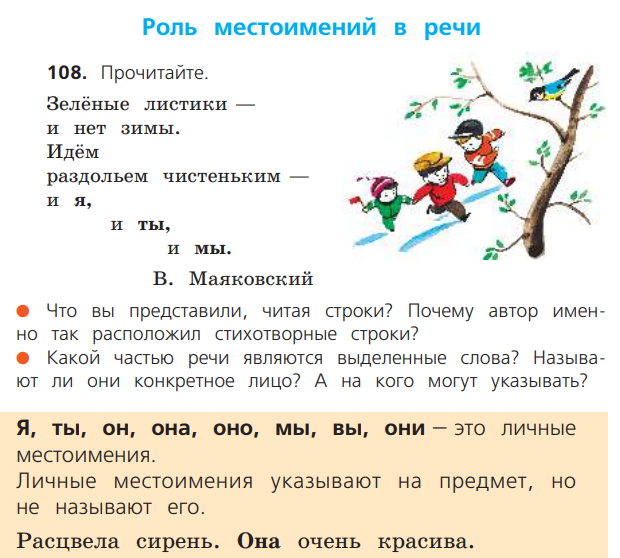 Роль местоимений в речи
108. Прочитайте.
Зелёные листики —
и нет зимы.
Идём
раздольем чистеньким —
и я,
и ты,
и мы.
В. Маяковский
Что вы представили, читая строки? Почему автор имен-
но так расположил стихотворные строки?
Какой частью речи являются выделенные слова? Называ-
ют ли они конкретное лицо? А на кого могут указывать?
Я, ты, он, она, оно, мы, вы, они — это личные
местоимения.
Личные местоимения указывают на предмет, но
не называют его.
Расцвела сирень. Она очень красива.